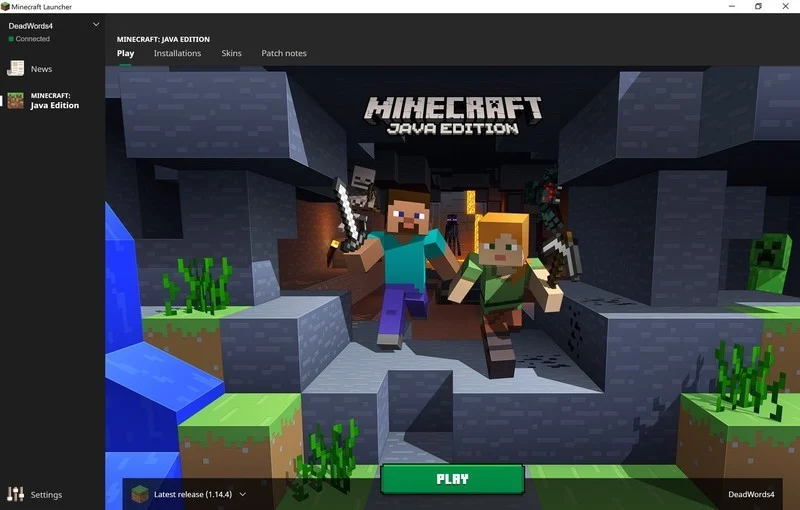 Minecraft Launcher
DeadWords4
Connected
News
MINECRAFT:
Java Edition
Settings
MINECRAFT: JAVA EDITION
Play
Installations
Skins
Patch notes
MINECRAFT
JAVA EDITION
PLAY
Latest release (1.14.4)
DeadWords4